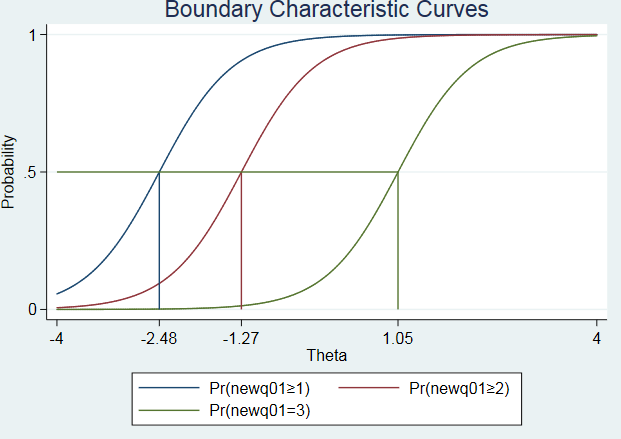 Boundary Characteristic Curves
Probability
1
.5
0
-4 -2.48 -1.27 1.05 4
Theta
Pr(newq01≥1) Pr(newq01≥2)
Pr(newq01=3)